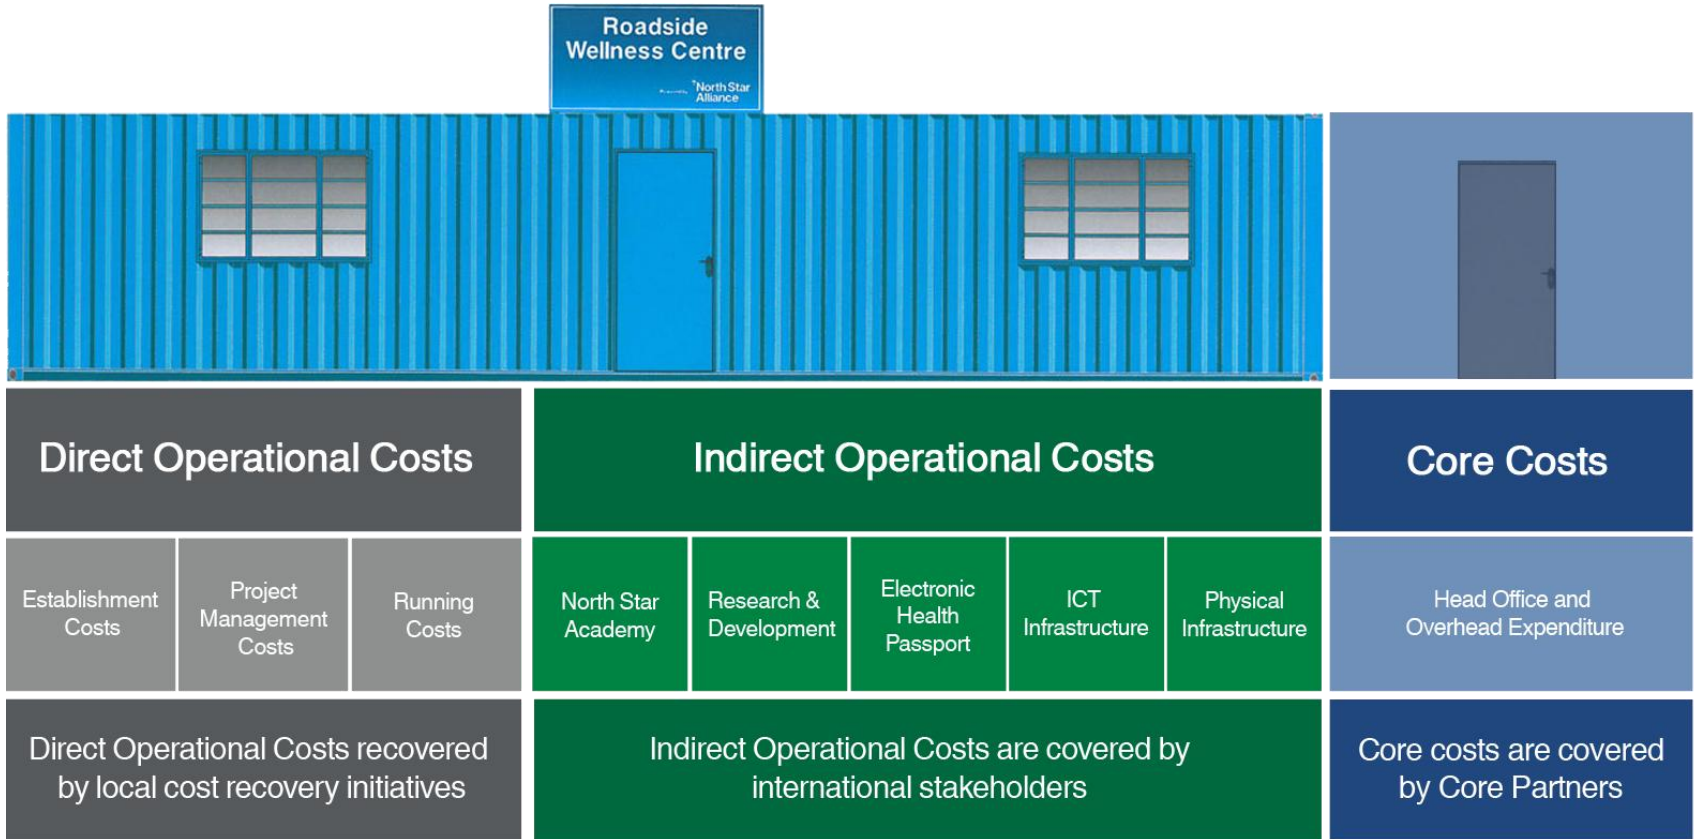 Roadside
Wellness Centre
Powered by North Star
Alliance
Direct Operational Costs
Indirect Operational Costs
Core Costs
Establishment
Costs
Project
Management
Costs
Running
Costs
North Star
Academy
Research &
Development
Electronic
Health
Passport
ICT
Infrastructure
Physical
Infrastructure
Head Office and
Overhead Expenditure
Direct Operational Costs recovered
by local cost recovery initiatives
Indirect Operational Costs are covered by
international stakeholders
Core costs are covered
by Core Partners